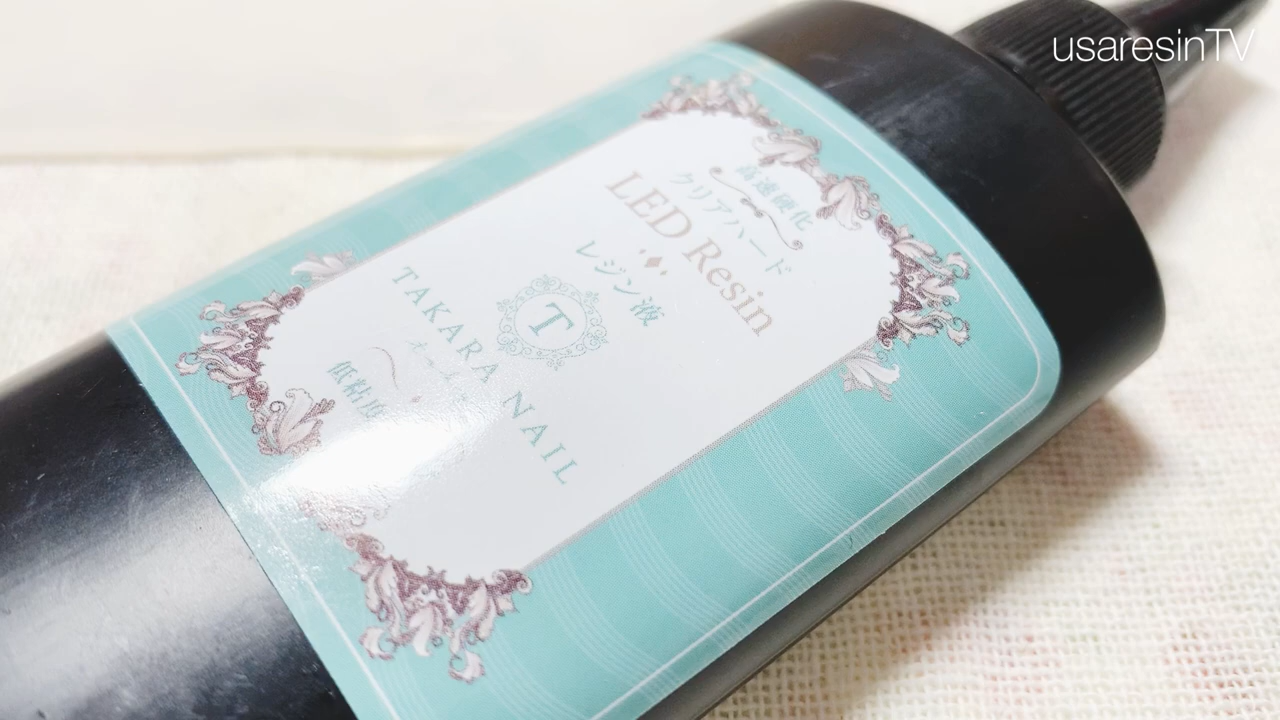 usaresinTV
高速硬化
クリアハード
LED Resin
レジン液
T
TAKARA NAIL
低粘度